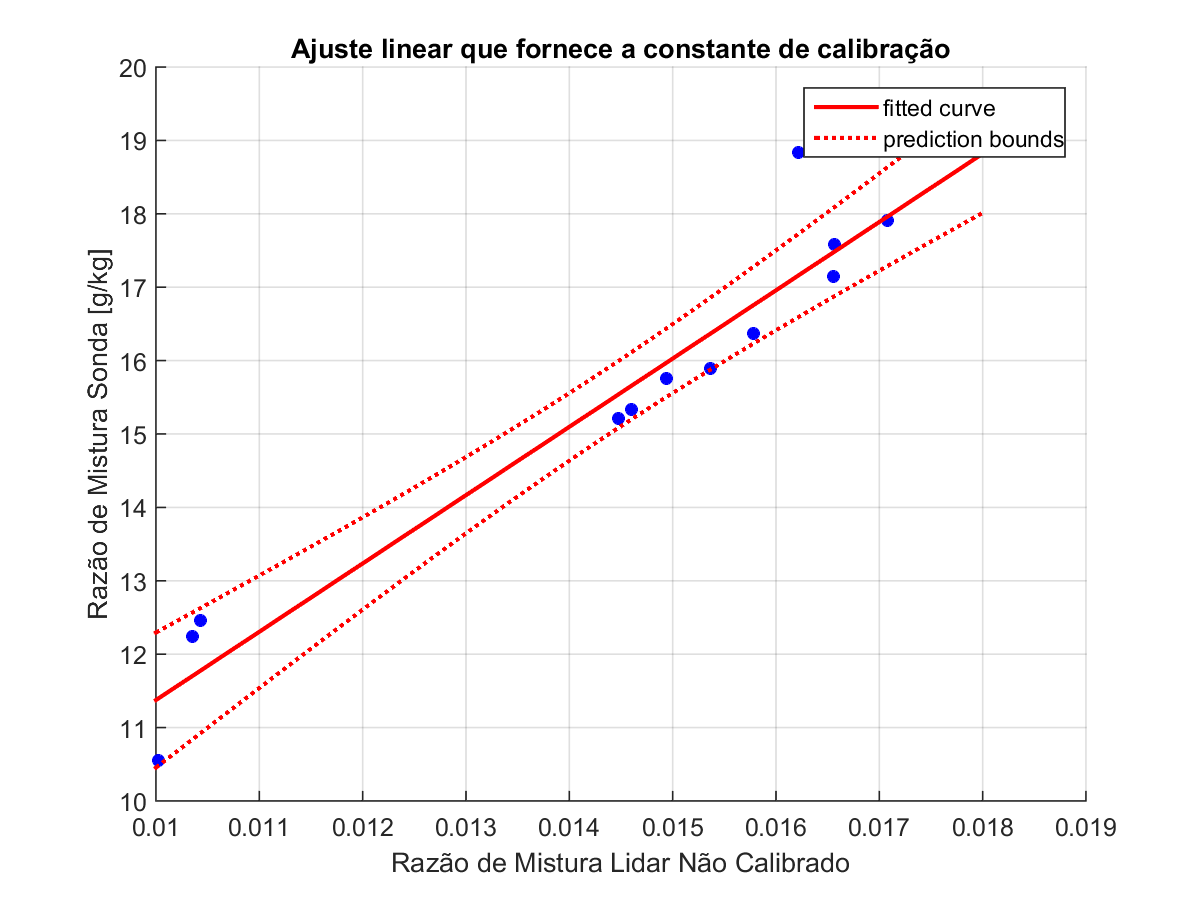 Ajuste linear que fornece a constante de calibração
fitted curve
prediction bounds
20
19
18
17
16
15
14
13
12
11
10
Razão de Mistura Sonda [g/kg]
0.01 0.011 0.012 0.013 0.014 0.015 0.016 0.017 0.018 0.019
Razão de Mistura Lidar Não Calibrado